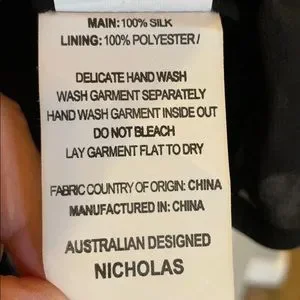 MAIN: 100% SILK
LINING: 100% POLYESTER/
DELICATE HAND WASH
WASH GARMENT SEPARATELY
HAND WASH GARMENT INSIDE OUT
DO NOT BLEACH
LAY GARMENT FLAT TO DRY
FABRIC COUNTRY OF ORIGIN: CHINA
MANUFACTURED IN: CHINA
AUSTRALIAN DESIGNED
NICHOLAS